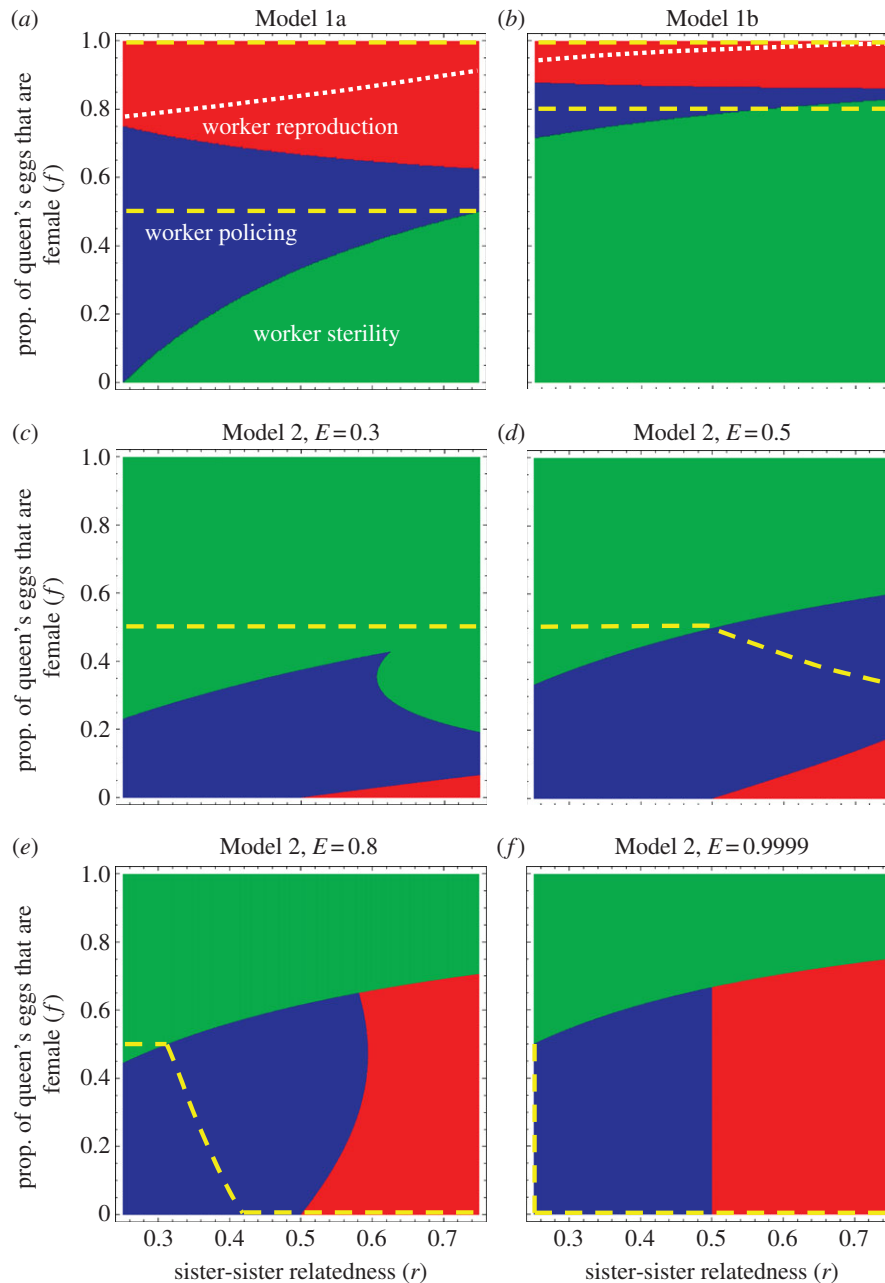 (a) Model 1a
(b) Model 1b
prop. of queen's eggs that are
female (f)
1.0
0.8
0.6
0.4
0.2
0
worker reproduction
worker policing
worker sterility
(c) Model 2, E = 0.3
(d) Model 2, E = 0.5
prop. of queen's eggs that are
female (f)
1.0
0.8
0.6
0.4
0.2
0
(e) Model 2, E = 0.8
(f) Model 2, E = 0.9999
prop. of queen's eggs that are
female (f)
1.0
0.8
0.6
0.4
0.2
0
0.3 0.4 0.5 0.6 0.7
0.3 0.4 0.5 0.6 0.7
sister-sister relatedness (r)
sister-sister relatedness (r)